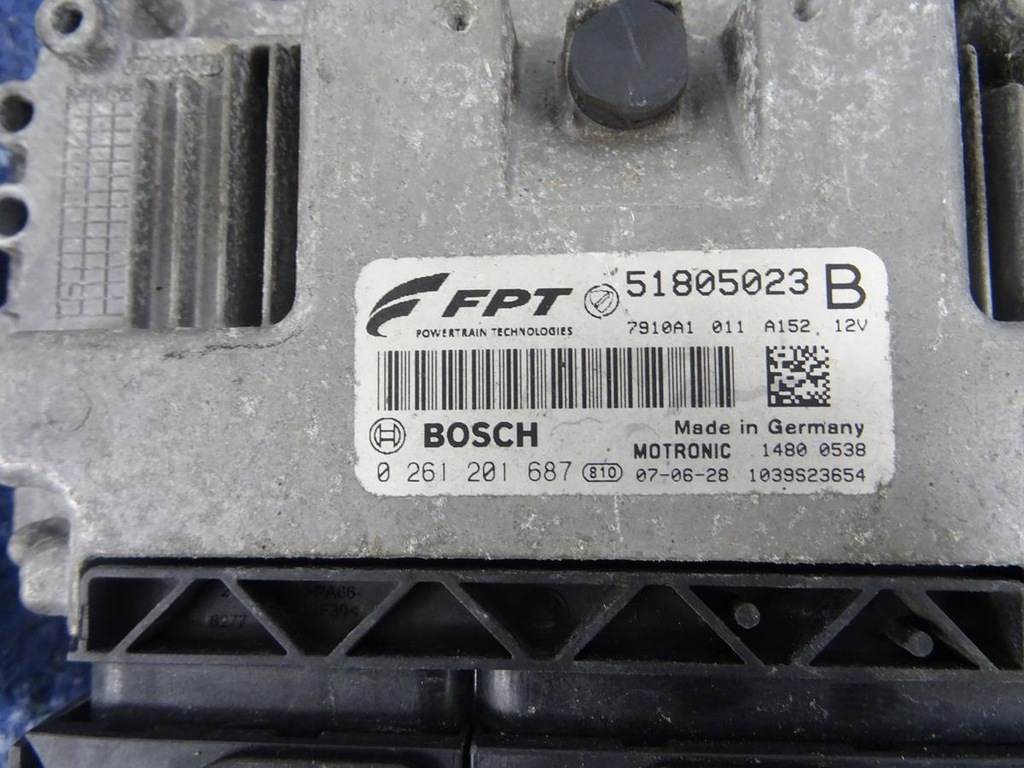 FPT 51805023 B
POWERTRAIN TECHNOLOGIES 7910A1 011 A152 12V
Made in Germany
BOSCH MOTRONIC 1480 0538
0 261 201 687 810 07-06-28 1039S23654
>PA66-